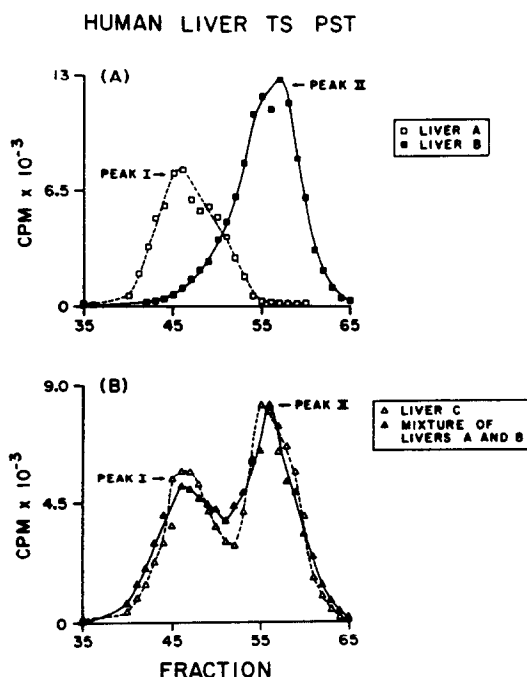 HUMAN LIVER TS PST
(A)
13
6.5
0
CPM x 10⁻³
PEAK I →
← PEAK II
□ LIVER A
■ LIVER B
35 45 55 65
(B)
9.0
4.5
0
CPM x 10⁻³
PEAK I →
← PEAK II
△ LIVER C
▲ MIXTURE OF
LIVERS A AND B
35 45 55 65
FRACTION